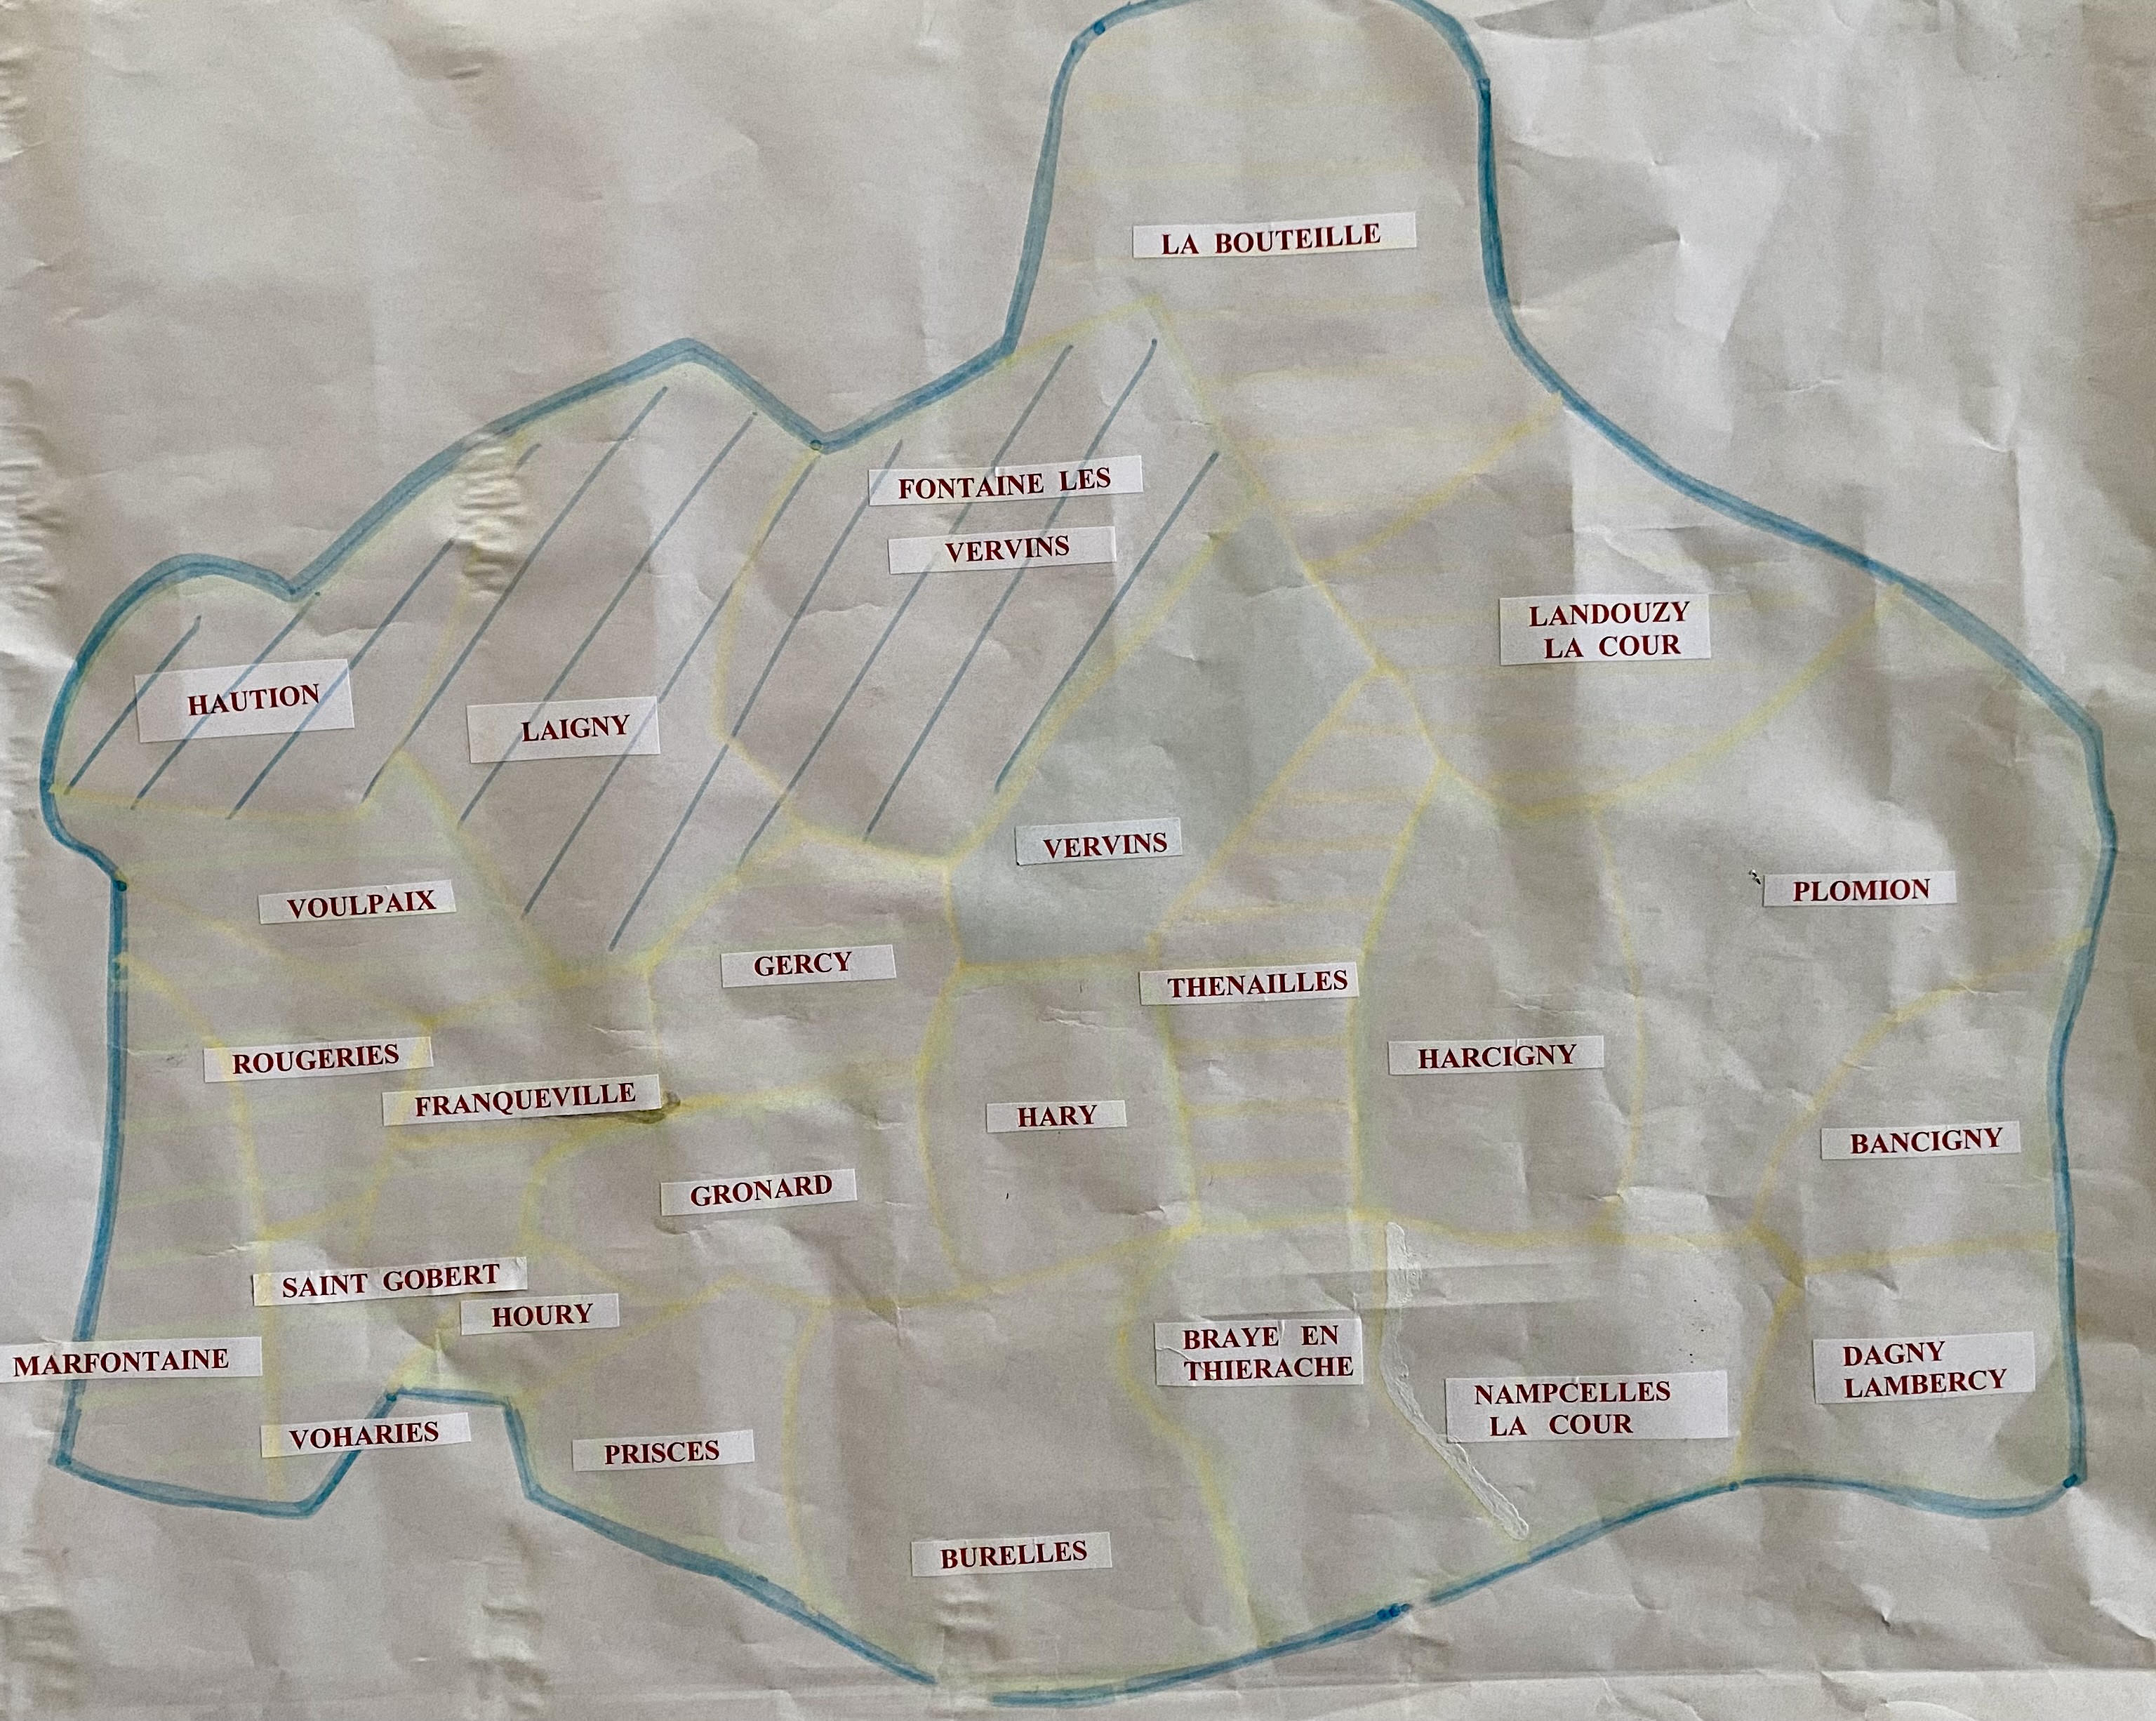 LA BOUTEILLE
FONTAINE LES
VERVINS
LANDOUZY
LA COUR
HAUTION
LAIGNY
VERVINS
PLOMION
VOULPAIX
GERCY
THENAILLES
ROUGERIES
HARCIGNY
FRANQUEVILLE
HARY
BANCIGNY
GRONARD
SAINT GOBERT
HOURY
MARFONTAINE
BRAYE EN
THIERACHE
DAGNY
LAMBERCY
NAMPCELLES
LA COUR
VOHARIES
PRISCES
BURELLES